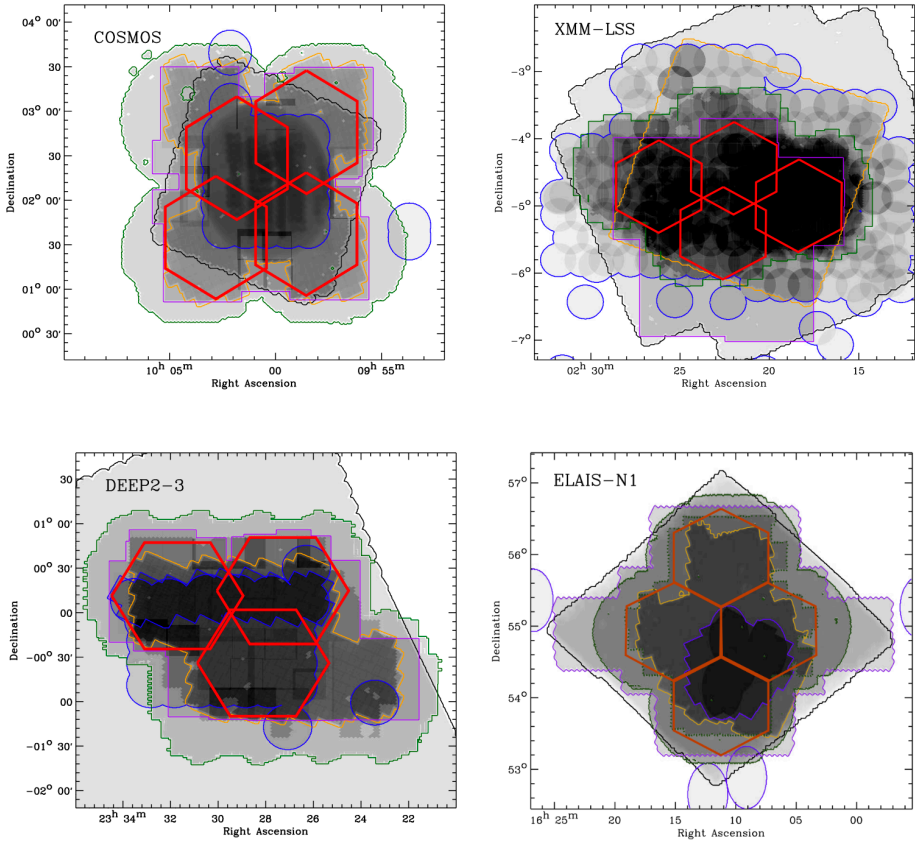 COSMOS
04° 00'
30
03° 00'
30
02° 00'
30
01° 00'
00° 30'
Declination
10ʰ 05ᵐ
00
09ʰ 55ᵐ
Right Ascension
XMM-LSS
-3°
-4°
-5°
-6°
-7°
Declination
02ʰ 30ᵐ
25
20
15
Right Ascension
DEEP2-3
30
01° 00'
00° 30'
00'
-00° 30'
00
-01° 30'
-02° 00'
Declination
23ʰ 34ᵐ
32
30
28
26
24
22
Right Ascension
ELAIS-N1
57°
56°
55°
54°
53°
Declination
16ʰ 25ᵐ
20
15
10
05
00
Right Ascension